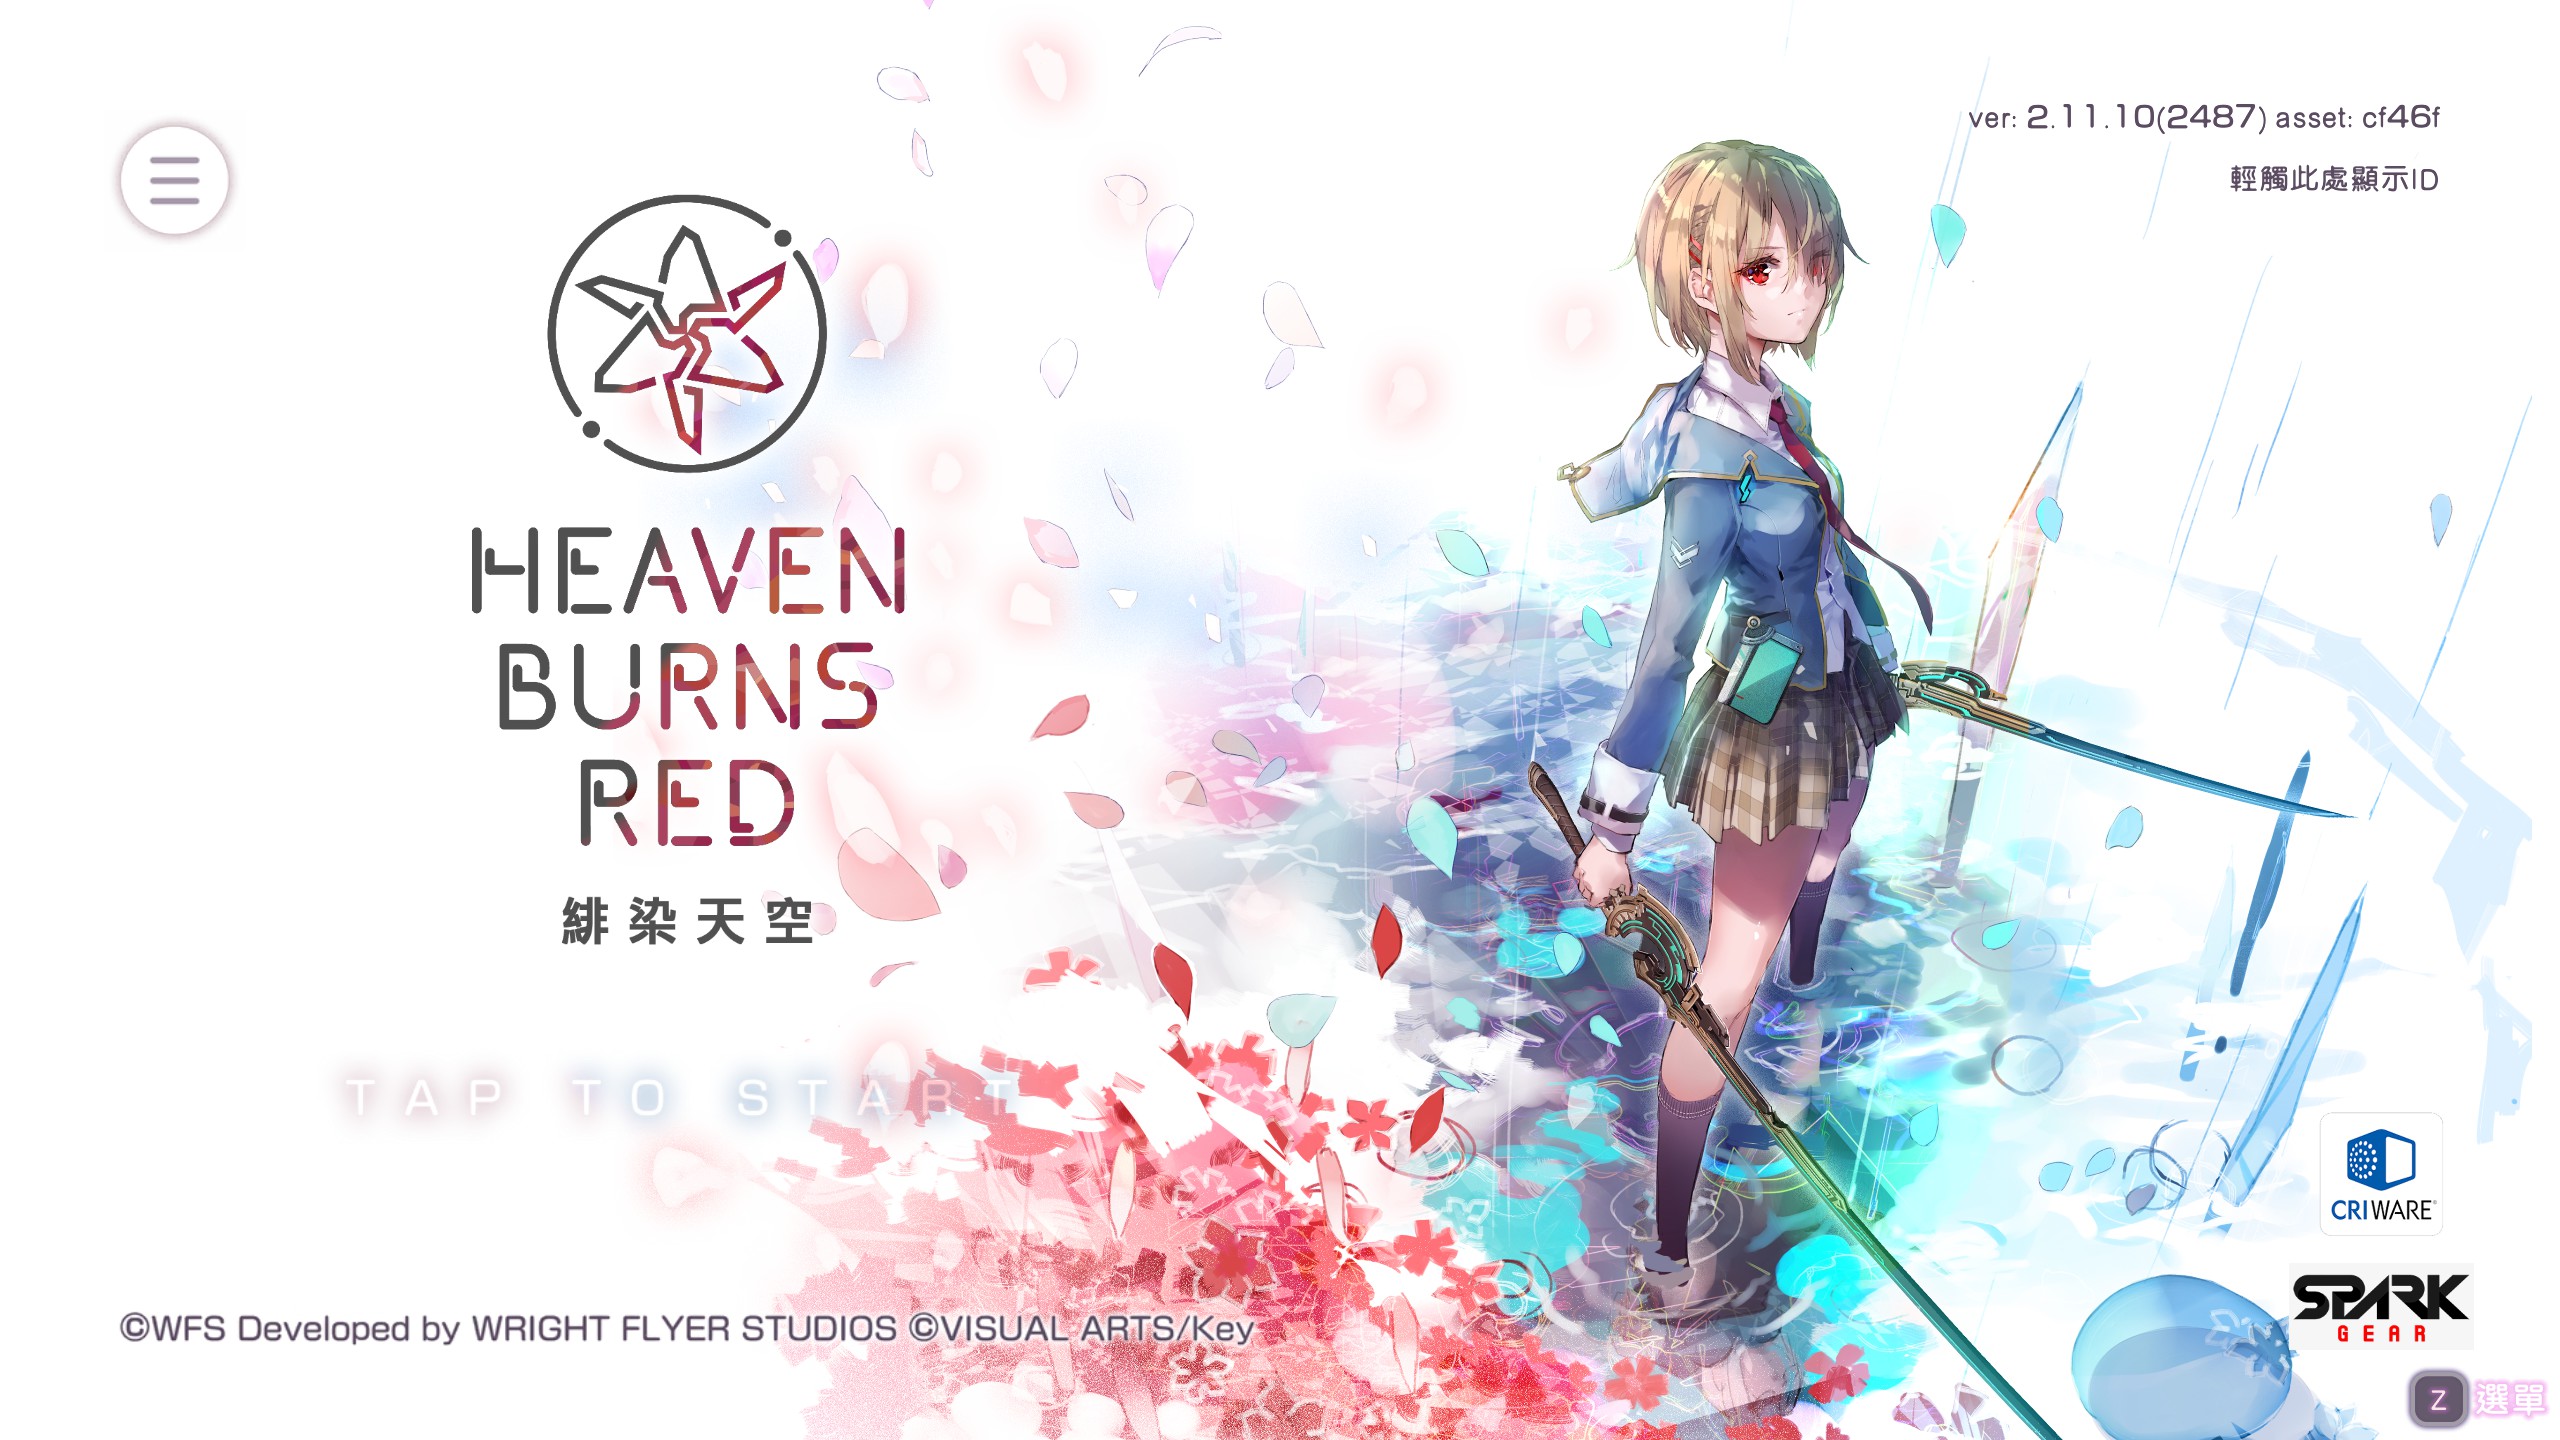 ver: 2.11.10(2487) asset: cf46f
輕觸此處顯示ID
HEAVEN
BURNS
RED
緋染天空
TAP TO START
CRIWARE
SPARK
GEAR
©WFS Developed by WRIGHT FLYER STUDIOS ©VISUAL ARTS/Key
Z 選單